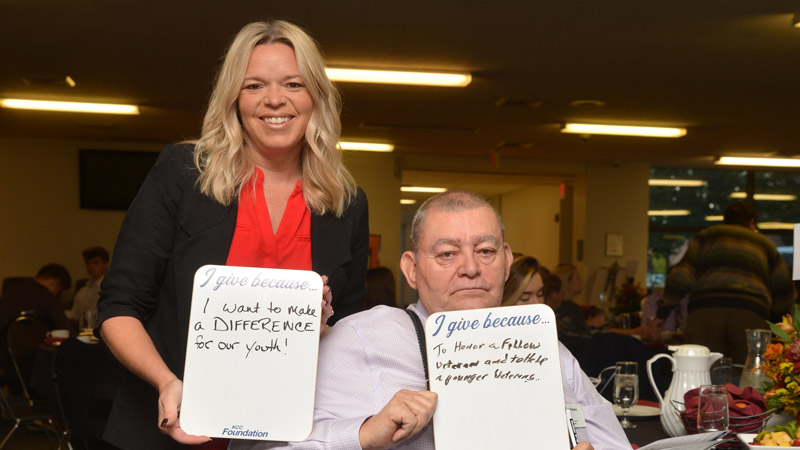 I give because...
I want to make
a DIFFERENCE
for our youth!
KCC
Foundation
I give because...
To Honor a Fellow
veteran and to help
a younger Veterans..